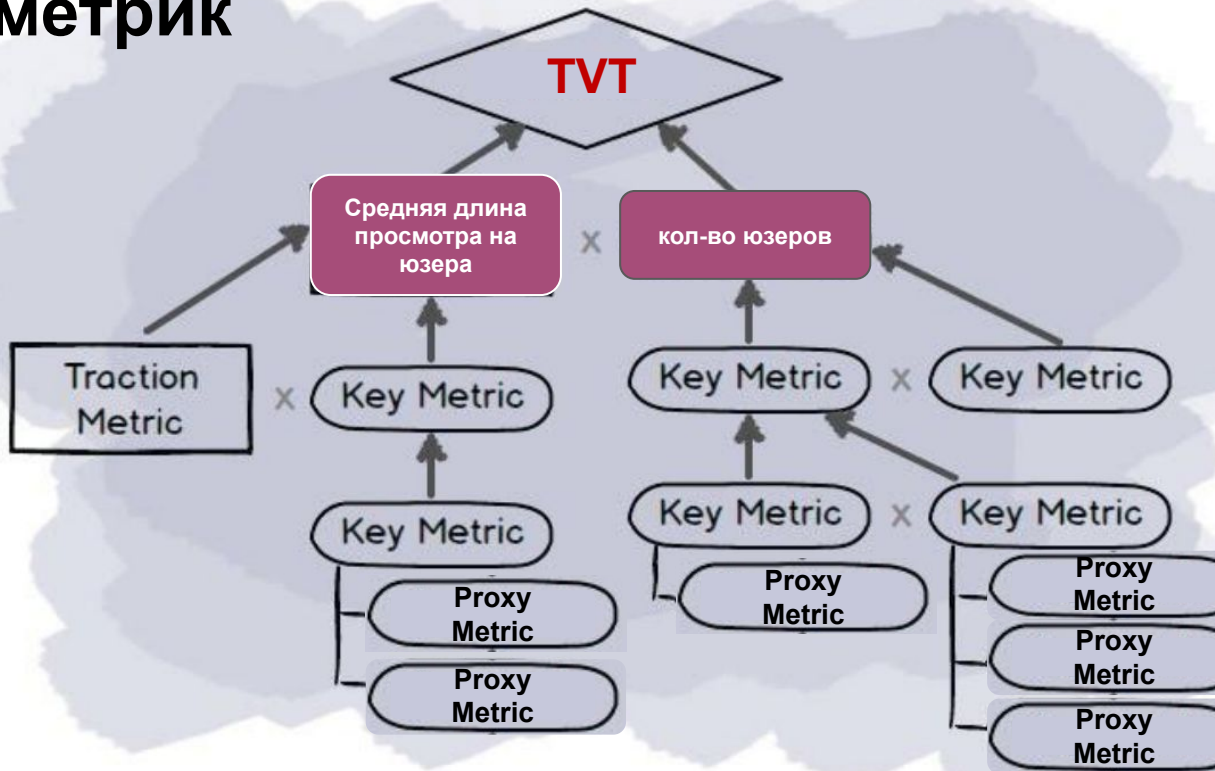 метрик
TVT
Средняя длина
просмотра на
юзера
x
кол-во юзеров
Traction
Metric
x
Key Metric
Key Metric
x
Key Metric
Key Metric
Key Metric
x
Key Metric
Proxy
Metric
Proxy
Metric
Proxy
Metric
Proxy
Metric
Proxy
Metric
Proxy
Metric